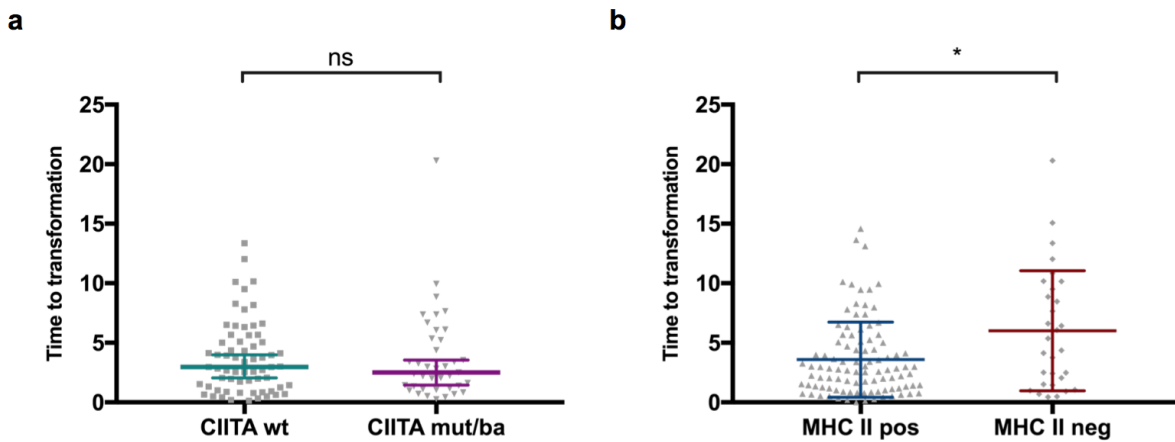 a
ns
Time to transformation
25
20
15
10
5
0
CIITA wt
CIITA mut/ba
b
*
Time to transformation
25
20
15
10
5
0
MHC II pos
MHC II neg